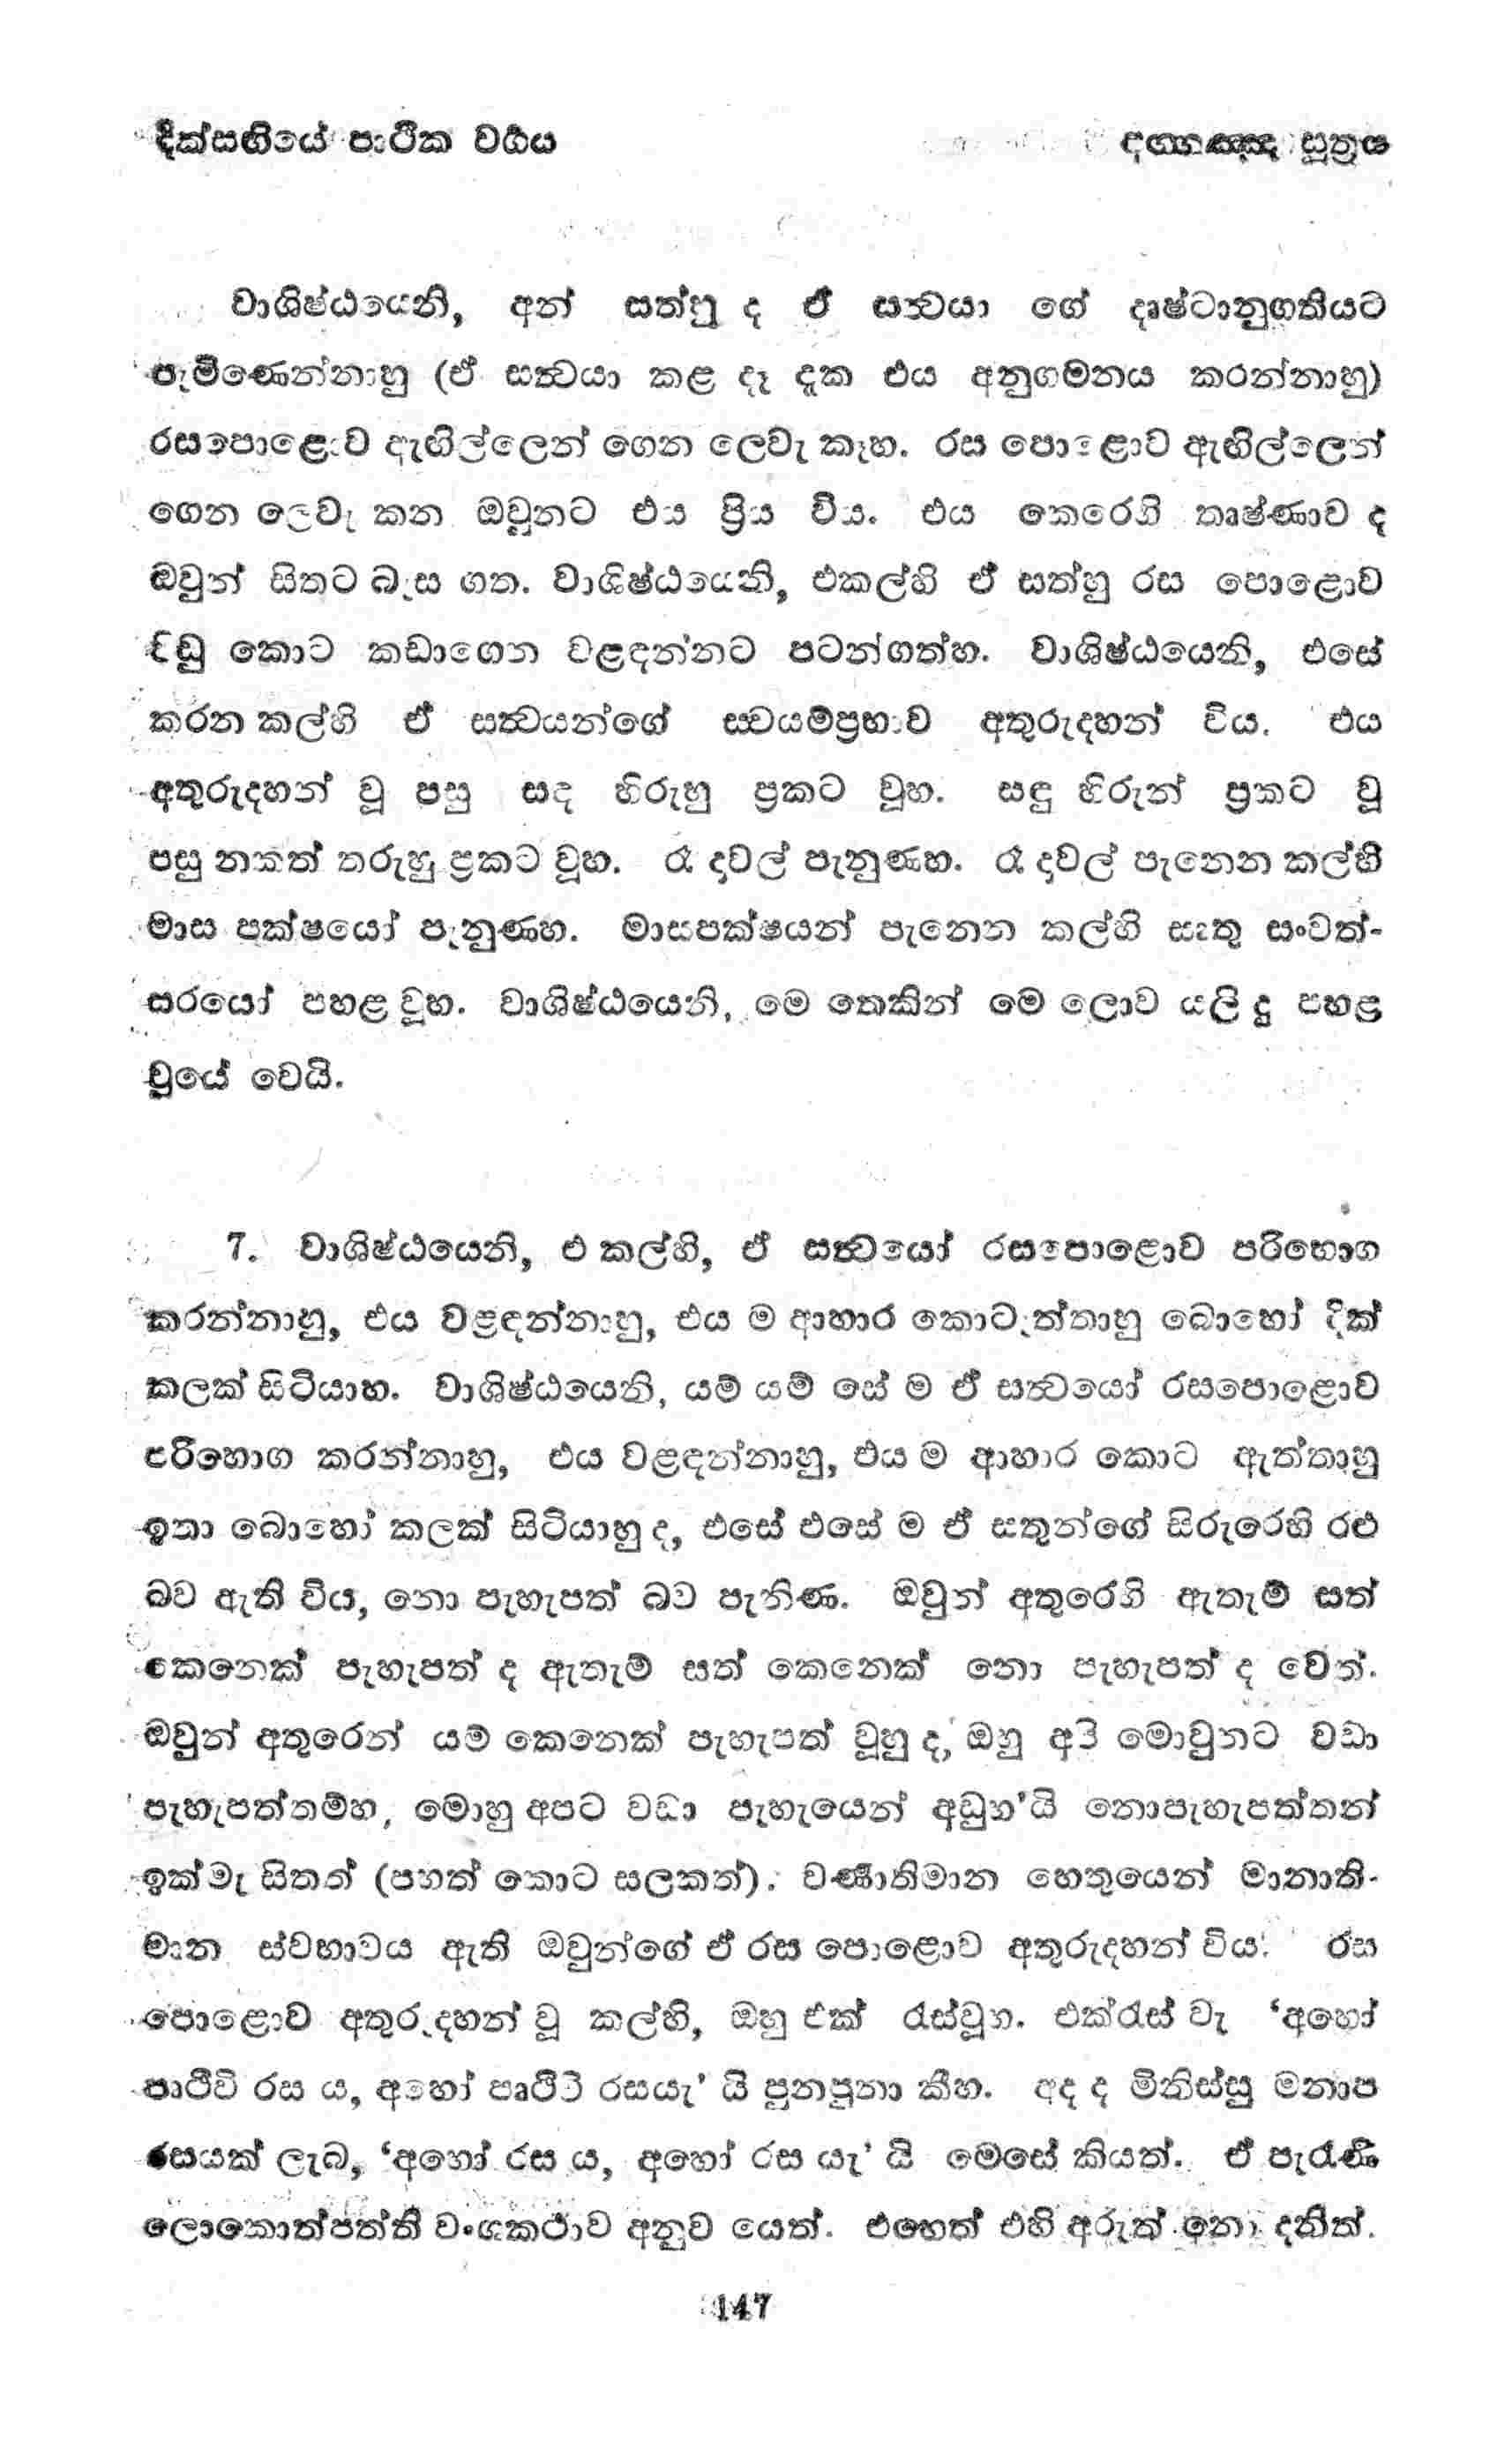 දීක්සඟියේ පාථික වර්‍ගය
අග්ගඤ්ඤ සූත්‍රය
වාශිෂ්ඨයෙනි, අන් සත්හු ද ඒ සත්‍ත්‍වයා ගේ දෘෂ්ටානුගතියට
පැමිණෙන්නාහු (ඒ සත්‍ත්‍වයා කළ දෑ දැක එය අනුගමනය කරන්නාහු)
රසපොළොව ඇඟිල්ලෙන් ගෙන ලෙවැ කෑහ. රස පොළොව ඇඟිල්ලෙන්
ගෙන ලෙවැ කන ඔවුනට එය ප්‍රිය විය. එය කෙරෙහි තෘෂ්ණාව ද
ඔවුන් සිතට බැස ගත. වාශිෂ්ඨයෙනි, එකල්හි ඒ සත්හු රස පොළොව
පිඩු කොට කඩාගෙන වළඳන්නට පටන්ගත්හ. වාශිෂ්ඨයෙනි, එසේ
කරන කල්හි ඒ සත්‍ත්‍වයන්ගේ ස්‍වයම්ප්‍රභාව අතුරුදහන් විය. එය
අතුරුදහන් වූ පසු සඳ හිරුහු ප්‍රකට වූහ. සඳු හිරුන් ප්‍රකට වූ
පසු නකත් තරුහු ප්‍රකට වූහ. රෑ දාවල් පැනුණහ. රෑ දාවල් පැනෙන කල්හි
මාස පක්ෂයෝ පැනුණහ. මාසපක්ෂයන් පැනෙන කල්හි සෘතු සංවත්-
සරයෝ පහළ වූහ. වාශිෂ්ඨයෙනි, මෙ තෙකින් මෙ ලොව යලි දු පහළ
වූයේ වෙයි.
7. වාශිෂ්ඨයෙනි, එ කල්හි, ඒ සත්‍ත්‍වයෝ රසපොළොව පරිභොග
කරන්නාහු, එය වළඳන්නාහු, එය ම ආහාර කොටැත්තාහු බොහෝ දික්
කලක් සිටියාහ. වාශිෂ්ඨයෙනි, යම් යම් සේ ම ඒ සත්‍ත්‍වයෝ රසපොළොව
පරිභොග කරන්නාහු, එය වළඳන්නාහු, එය ම ආහාර කොට ඇත්තාහු
ඉතා බොහෝ කලක් සිටියාහු ද, එසේ එසේ ම ඒ සතුන්ගේ සිරුරෙහි රළු
බව ඇති විය, නො පැහැපත් බව පැනිණ. ඔවුන් අතුරෙහි ඇතැම් සත්
කෙනෙක් පැහැපත් ද ඇතැම් සත් කෙනෙක් නො පැහැපත් ද වෙත්.
ඔවුන් අතුරෙන් යම් කෙනෙක් පැහැපත් වූහු ද, ඔහු අපි මොවුනට වඩා
පැහැපත්තම්හ, මොහු අපට වඩා පැහැයෙන් අඩුහ'යි නොපැහැපත්තන්
ඉක්මැ සිතත් (පහත් කොට සලකත්). වර්‍ණාතිමාන හෙතුයෙන් මානාති-
මාන ස්වභාවය ඇති ඔවුන්ගේ ඒ රස පොළොව අතුරුදහන් විය. රස
පොළොව අතුරුදහන් වූ කල්හි, ඔහු එක් රැස්වූහ. එක්රැස් වැ ‘අහෝ
පෘථිවි රස ය, අහෝ පෘථිවි රසයැ’ යි පුනපුනා කීහ. අද ද මිනිස්සු මනාප
රසයක් ලැබ, ‘අහෝ රස ය, අහෝ රස යැ’ යි මෙසේ කියත්. ඒ පැරැණි
ලොකොත්පත්ති වංශකථාව අනුව යෙත්. එහෙත් එහි අරුත් නො දනිත්.
147